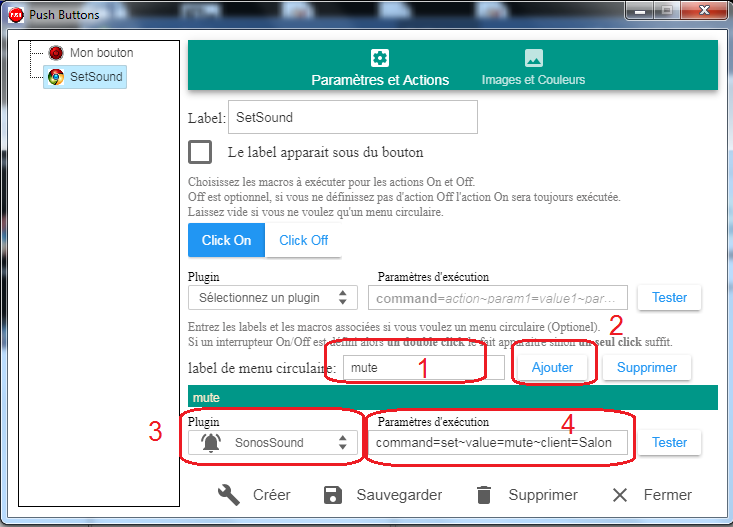 Push Buttons
Mon bouton
SetSound
Paramètres et Actions
Images et Couleurs
Label: SetSound
Le label apparait sous du bouton
Choisissez les macros à exécuter pour les actions On et Off.
Off est optionnel, si vous ne définissez pas d'action Off l'action On sera toujours exécutée.
Laissez vide si vous ne voulez qu'un menu circulaire.
Click On Click Off
Plugin Paramètres d'exécution
Sélectionnez un plugin command=action~param1=value1~par... Tester
Entrez les labels et les macros associées si vous voulez un menu circulaire (Optionel). 2
Si un interrupteur On/Off est défini alors un double click le fait apparaitre sinon un seul click suffit.
label de menu circulaire: mute 1 Ajouter Supprimer
mute
Plugin Paramètres d'exécution 4
3 SonosSound command=set~value=mute~client=Salon Tester
Créer Sauvegarder Supprimer Fermer